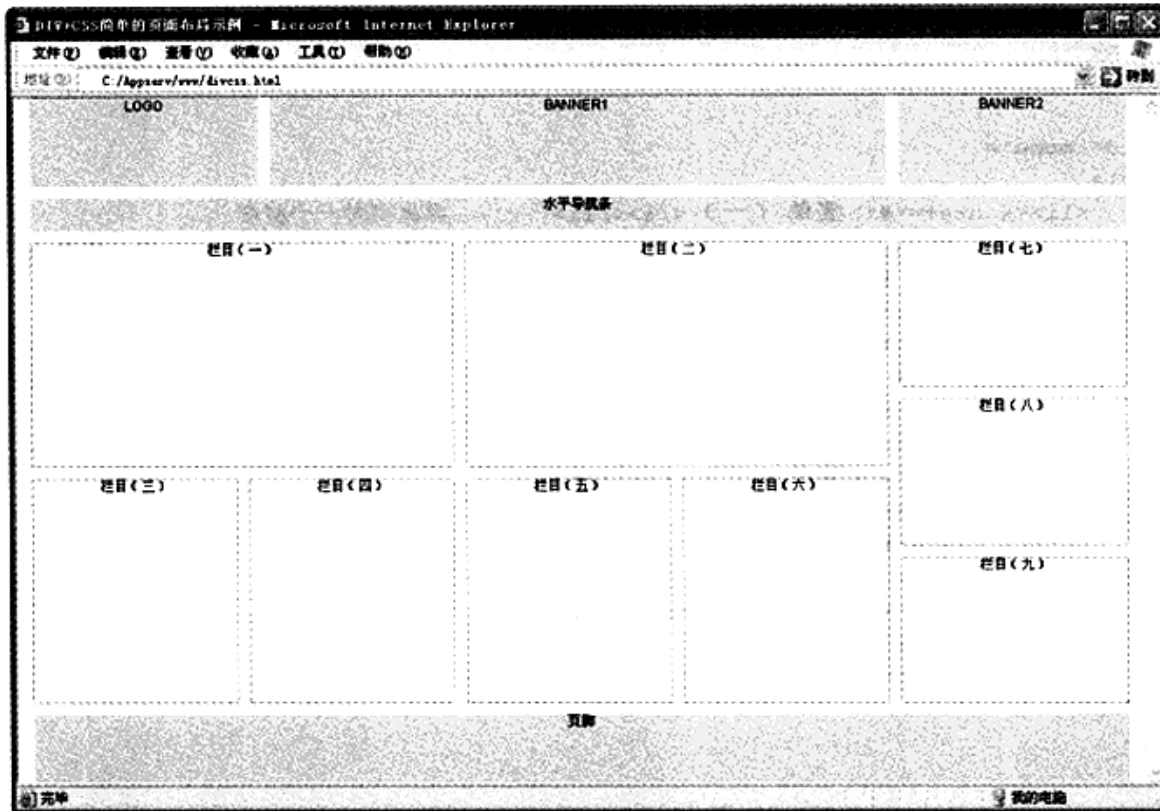 DIV+CSS简单的页面布局示例 - Microsoft Internet Explorer
文件(F) 编辑(E) 查看(V) 收藏(A) 工具(T) 帮助(H)
地址(D) C:/Appserv/www/divcss.html 转到
LOGO BANNER1 BANNER2
水平导航条
栏目(一) 栏目(二) 栏目(七)
栏目(八)
栏目(三) 栏目(四) 栏目(五) 栏目(六)
栏目(九)
页脚
完毕 我的电脑